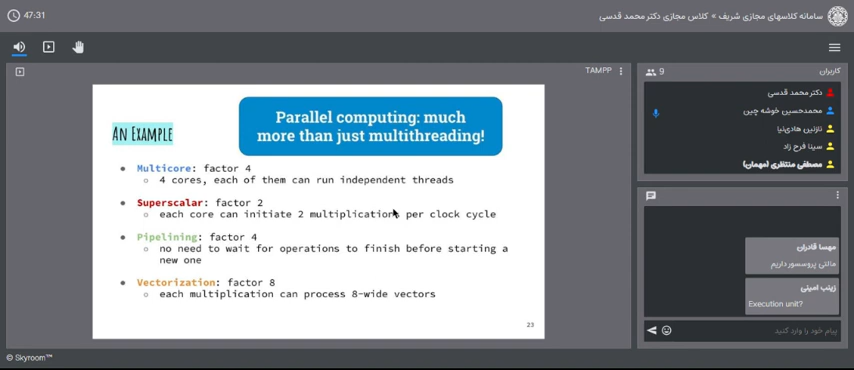 47:31
سامانه کلاسهای مجازی شریف » کلاس مجازی دکتر محمد قدسی
TAMPP
Parallel computing: much
more than just multithreading!
AN EXAMPLE
● Multicore: factor 4
○ 4 cores, each of them can run independent threads
● Superscalar: factor 2
○ each core can initiate 2 multiplications per clock cycle
● Pipelining: factor 4
○ no need to wait for operations to finish before starting a
new one
● Vectorization: factor 8
○ each multiplication can process 8-wide vectors
23
کاربران
9
دکتر محمد قدسی
محمدحسین خوشه چین
نازنین هادی‌نیا
سینا فرح زاد
مصطفی منتظری (مهمان)
مهسا قادران
مالتی پروسسور داریم
زینب امینی
Execution unit?
پیام خود را وارد کنید
© Skyroom™